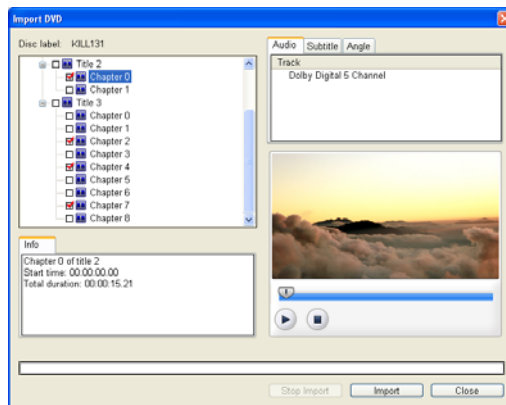 Import DVD
Disc label: KILL131
Title 2
Chapter 0
Chapter 1
Title 3
Chapter 0
Chapter 1
Chapter 2
Chapter 3
Chapter 4
Chapter 5
Chapter 6
Chapter 7
Chapter 8
Audio Subtitle Angle
Track
Dolby Digital 5 Channel
Info
Chapter 0 of title 2
Start time: 00:00:00.00
Total duration: 00:00:15.21
Stop Import Import Close